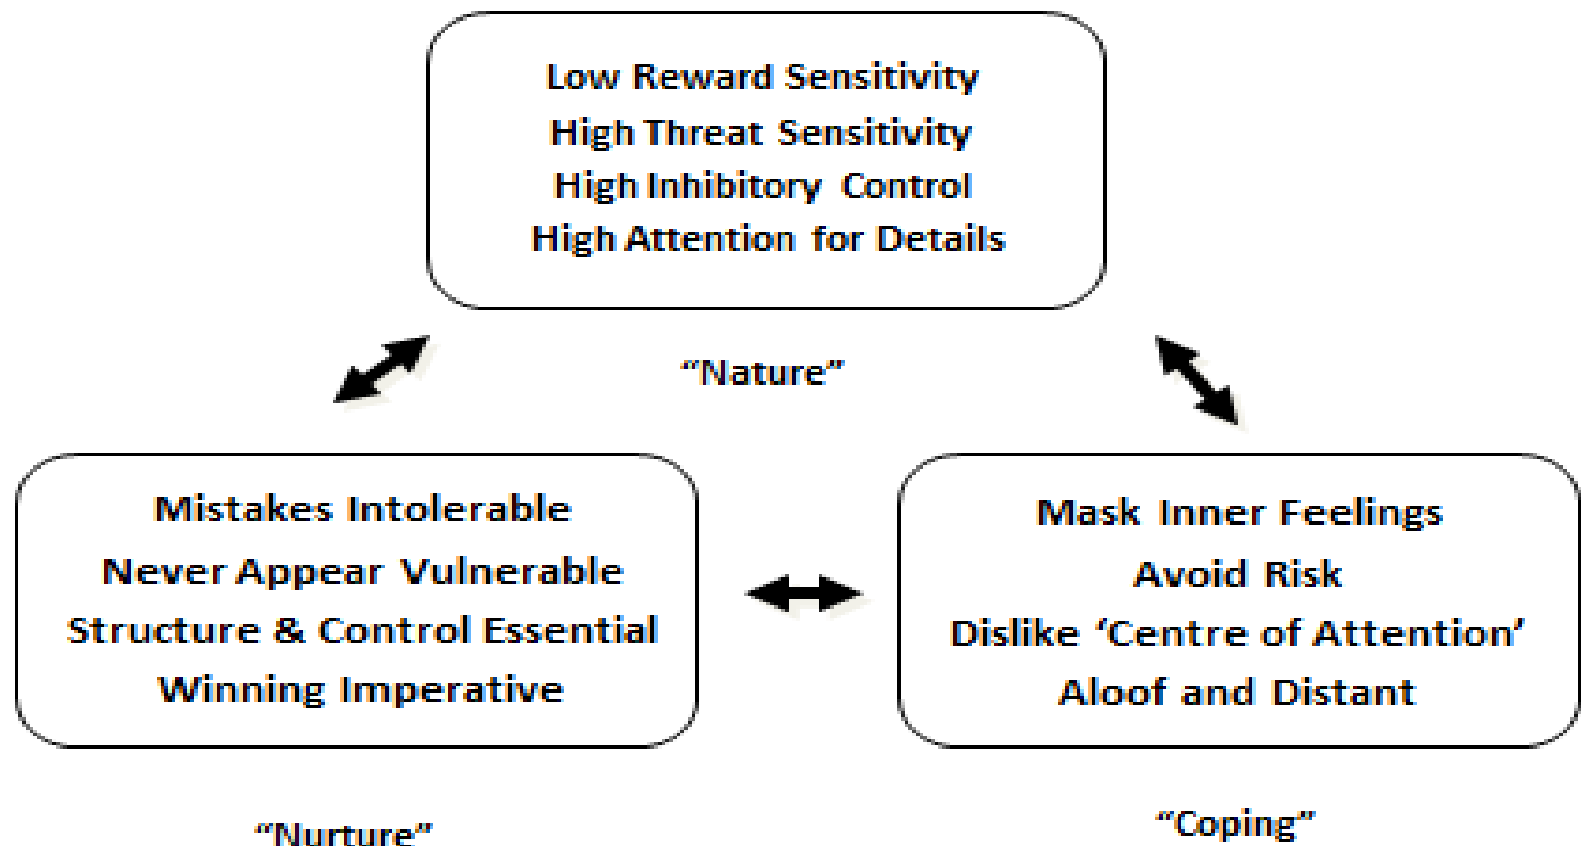 Low Reward Sensitivity
High Threat Sensitivity
High Inhibitory Control
High Attention for Details
“Nature”
Mistakes Intolerable
Never Appear Vulnerable
Structure & Control Essential
Winning Imperative
“Nurture”
Mask Inner Feelings
Avoid Risk
Dislike ‘Centre of Attention’
Aloof and Distant
“Coping”